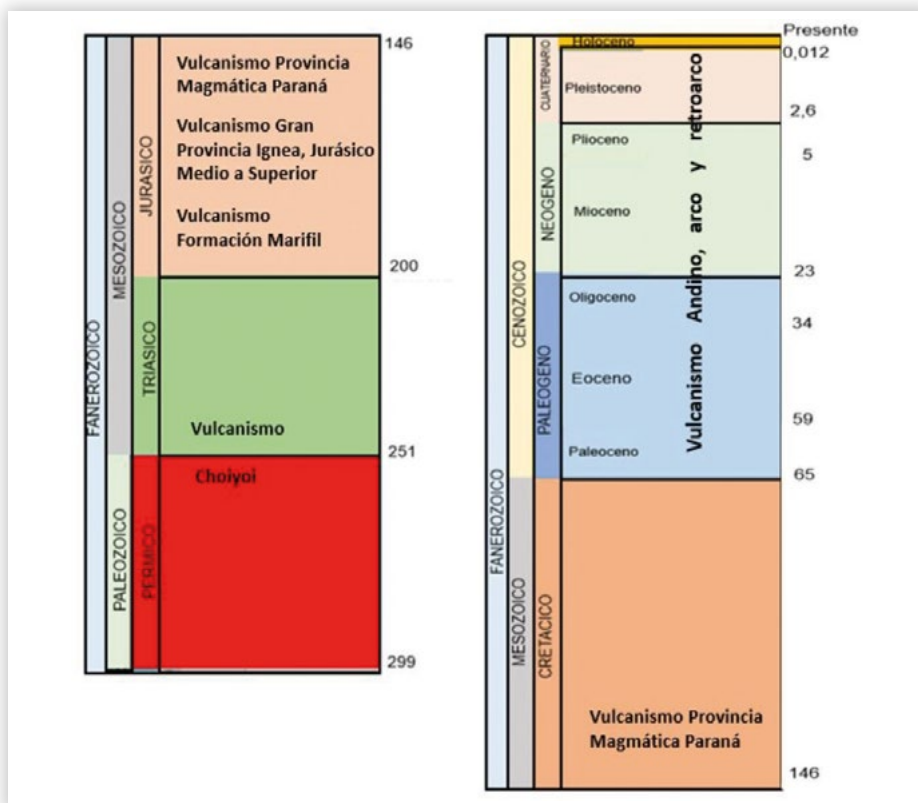 146
Vulcanismo Provincia
Magmática Paraná
Vulcanismo Gran
Provincia Ignea, Jurásico
Medio a Superior
Vulcanismo
Formación Marifil
200
Vulcanismo
251
Choiyoi
299
FANEROZOICO
MESOZOICO
PALEOZOICO
JURASICO
TRIASICO
PERMICO
Presente
Holoceno
0,012
Pleistoceno
2,6
Plioceno
5
Mioceno
23
Oligoceno
34
Eoceno
59
Paleoceno
65
Vulcanismo Andino, arco y retroarco
Vulcanismo Provincia
Magmática Paraná
146
FANEROZOICO
CENOZOICO
MESOZOICO
CUATERNARIO
NEOGENO
PALEOGENO
CRETACICO